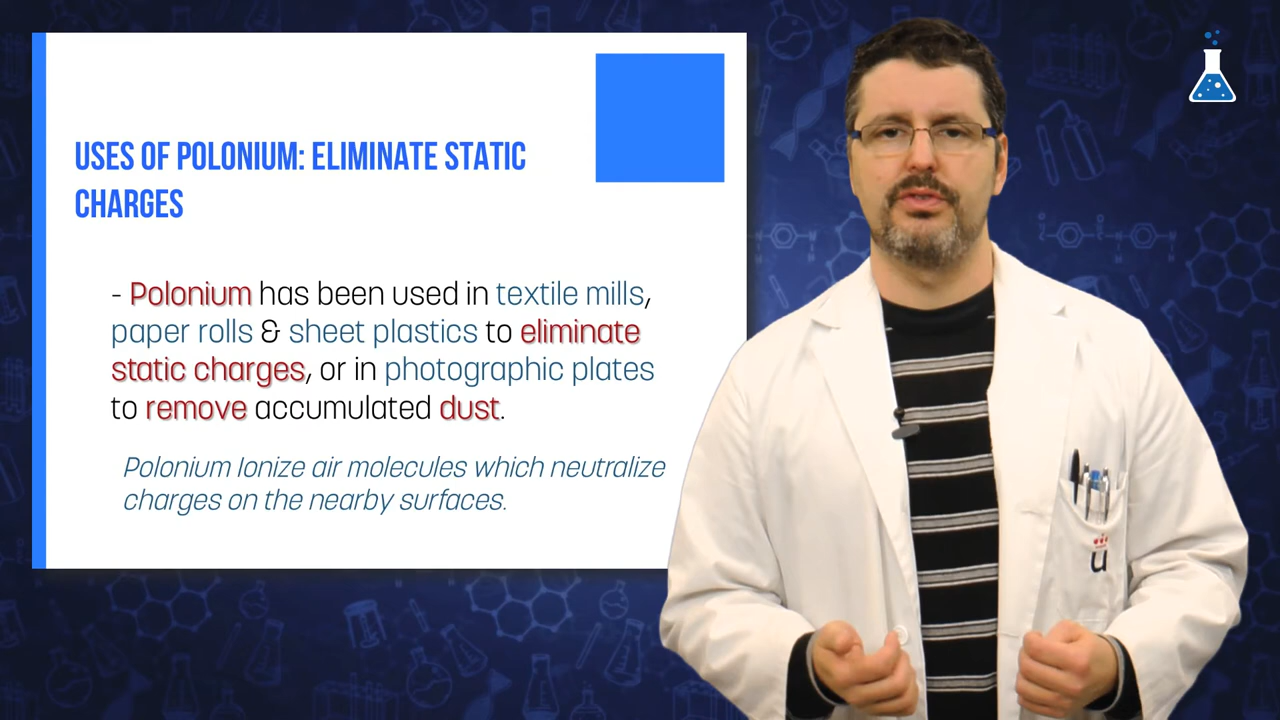 USES OF POLONIUM: ELIMINATE STATIC
CHARGES
- Polonium has been used in textile mills,
paper rolls & sheet plastics to eliminate
static charges, or in photographic plates
to remove accumulated dust.
Polonium Ionize air molecules which neutralize
charges on the nearby surfaces.
u